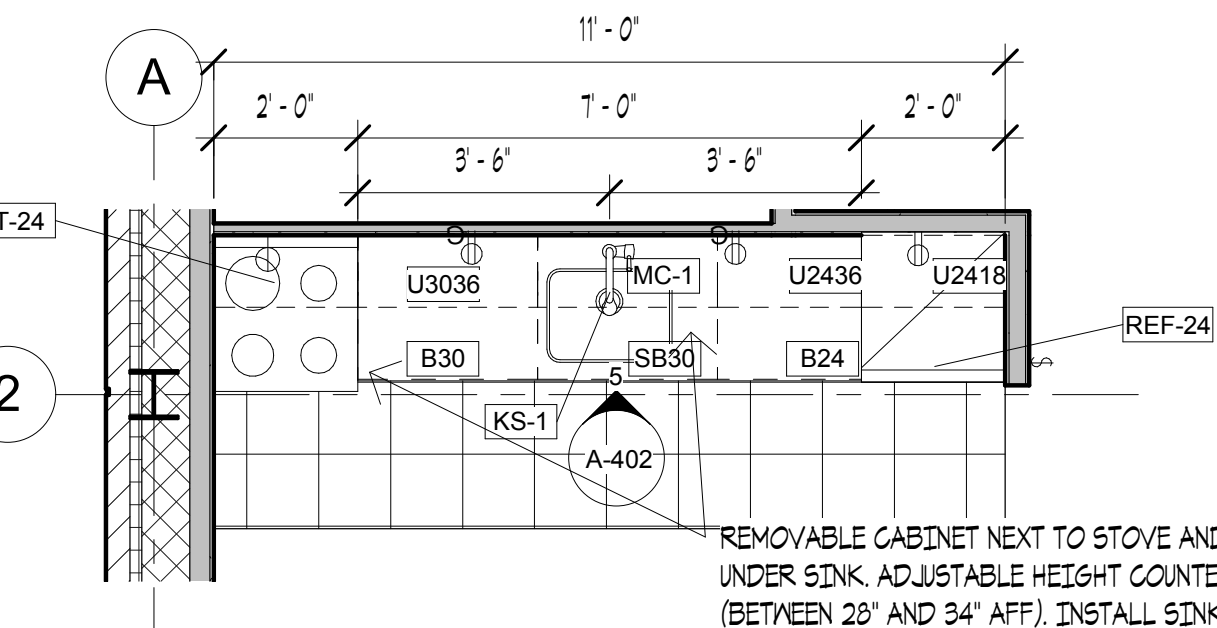 11' - 0"
A
2' - 0"
7' - 0"
2' - 0"
3' - 6"
3' - 6"
T-24
U3036
MC-1
U2436
U2418
REF-24
B30
SB30
B24
5
2
KS-1
A-402
REMOVABLE CABINET NEXT TO STOVE AND
UNDER SINK. ADJUSTABLE HEIGHT COUNTE
(BETWEEN 28" AND 34" AFF). INSTALL SINK